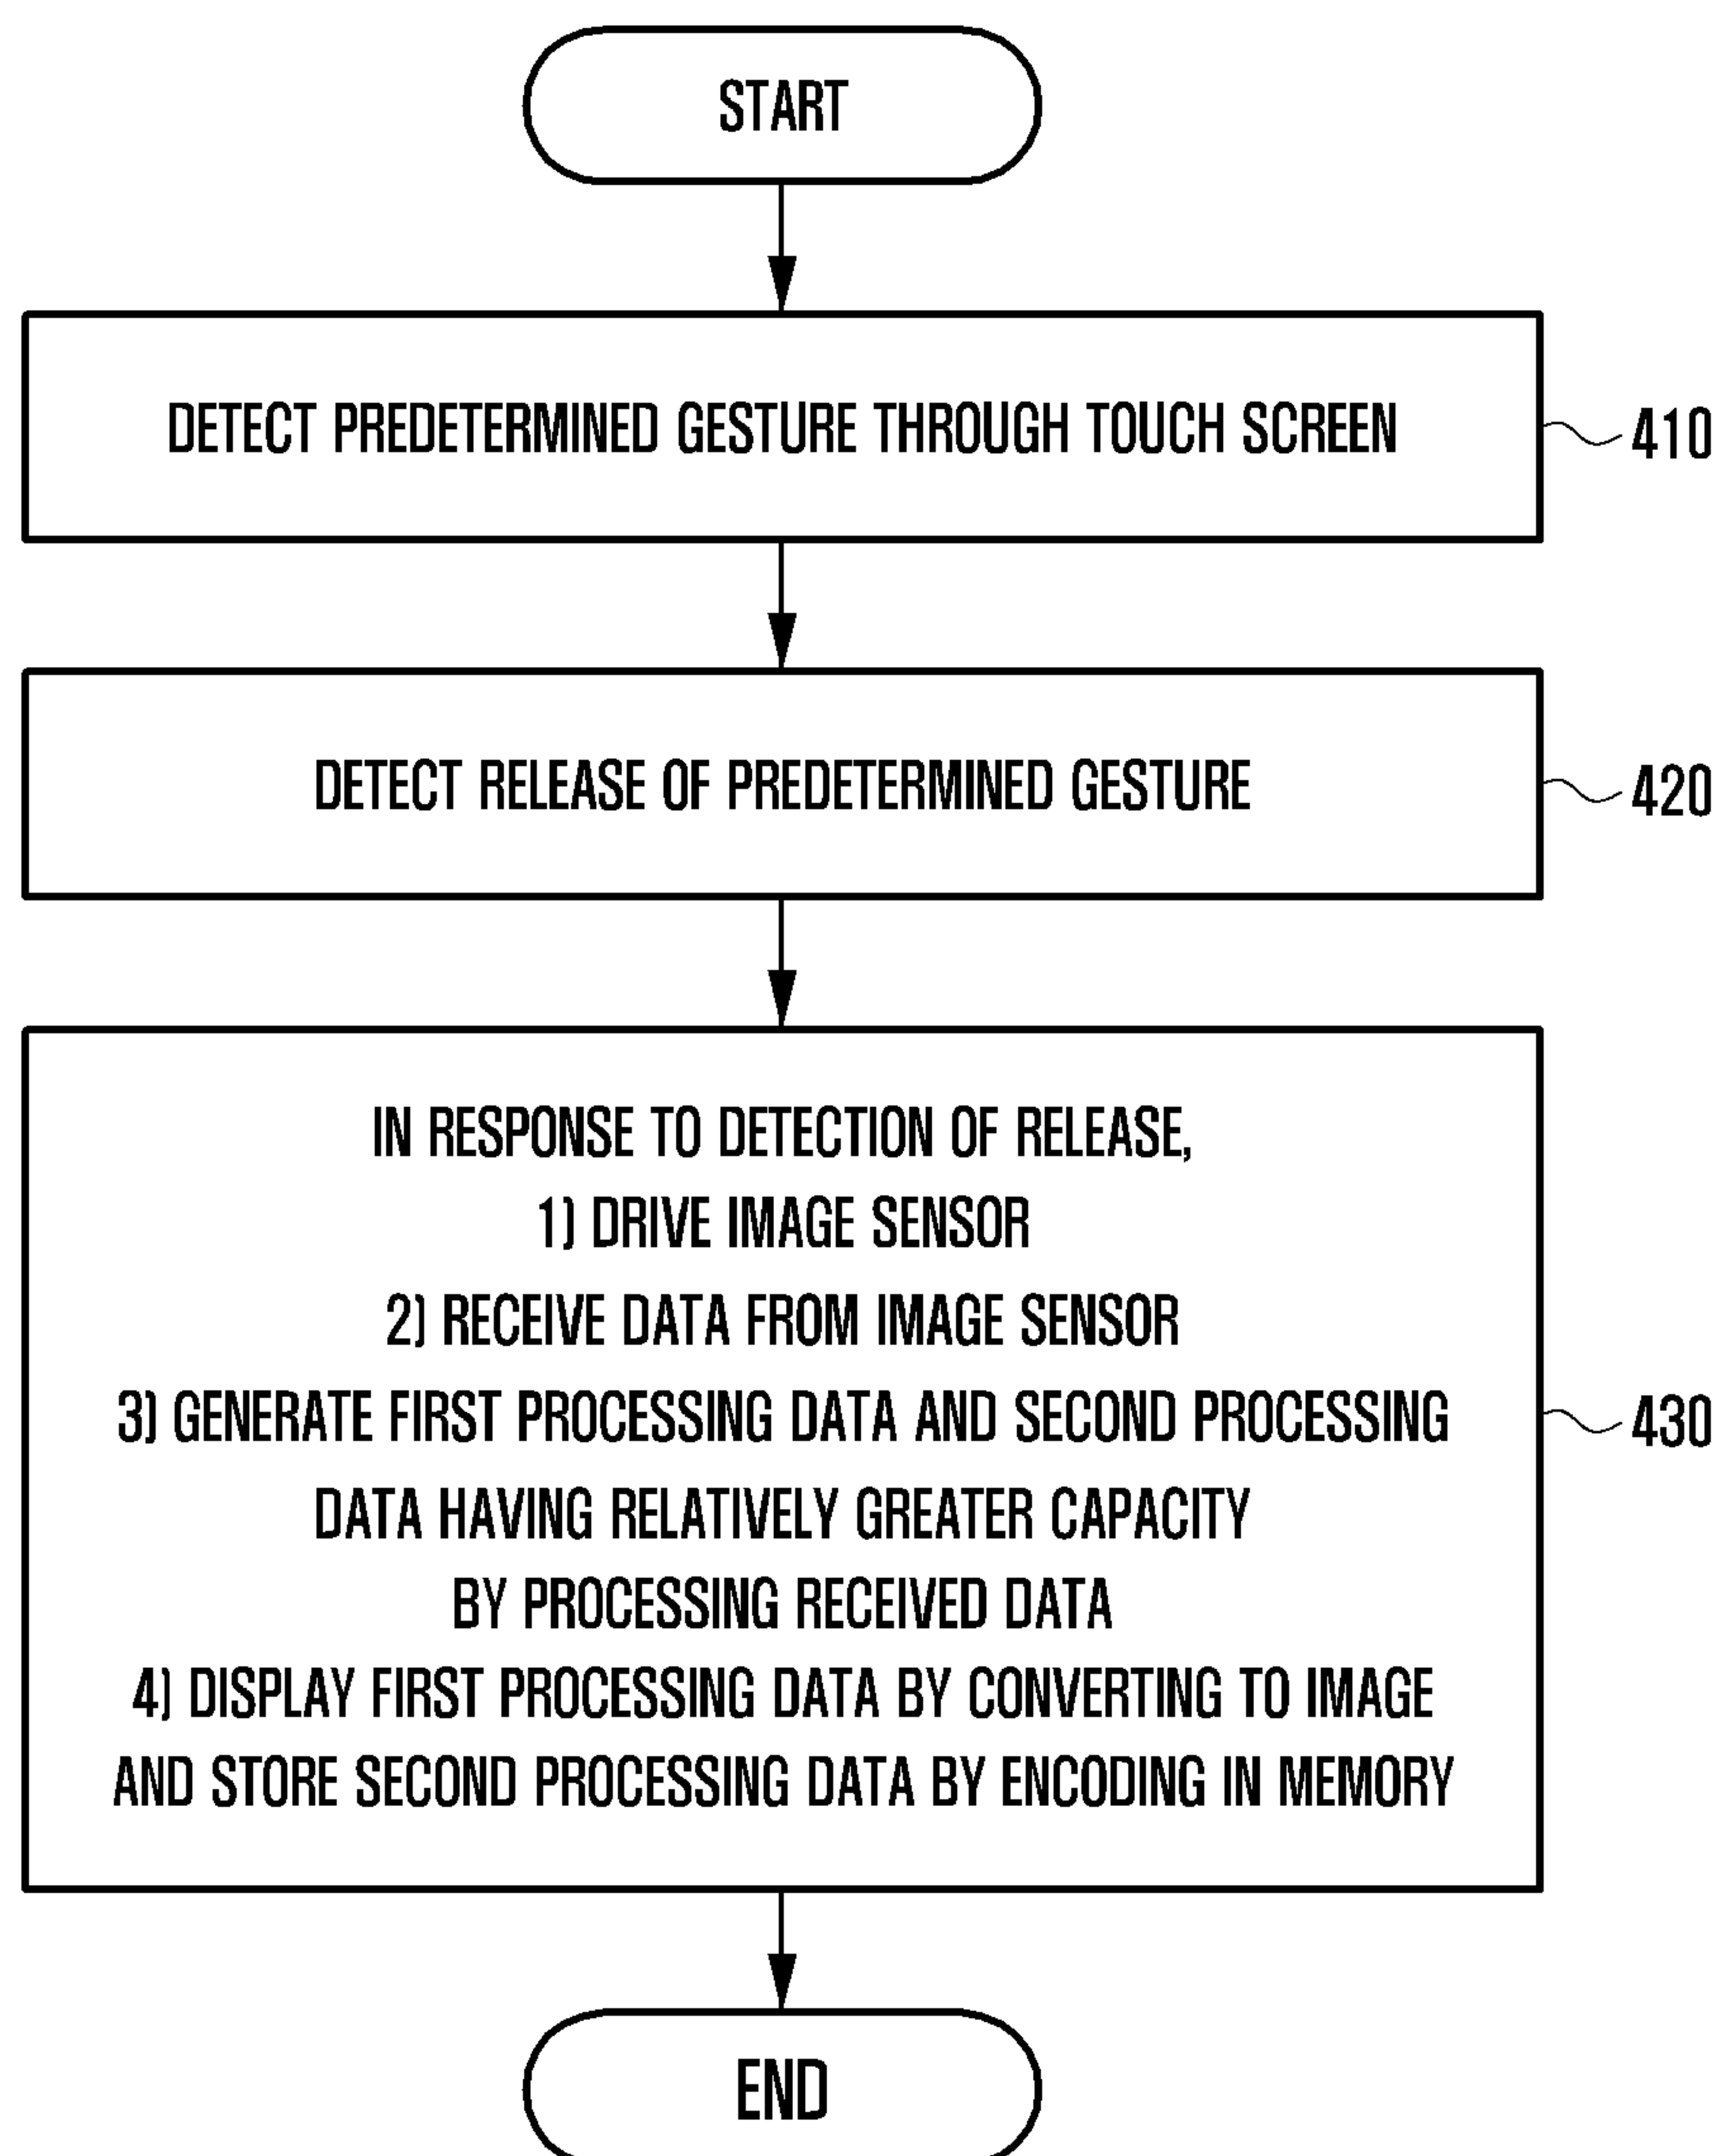 START
DETECT PREDETERMINED GESTURE THROUGH TOUCH SCREEN
410
DETECT RELEASE OF PREDETERMINED GESTURE
420
IN RESPONSE TO DETECTION OF RELEASE,
1) DRIVE IMAGE SENSOR
2) RECEIVE DATA FROM IMAGE SENSOR
3) GENERATE FIRST PROCESSING DATA AND SECOND PROCESSING
DATA HAVING RELATIVELY GREATER CAPACITY
BY PROCESSING RECEIVED DATA
4) DISPLAY FIRST PROCESSING DATA BY CONVERTING TO IMAGE
AND STORE SECOND PROCESSING DATA BY ENCODING IN MEMORY
430
END